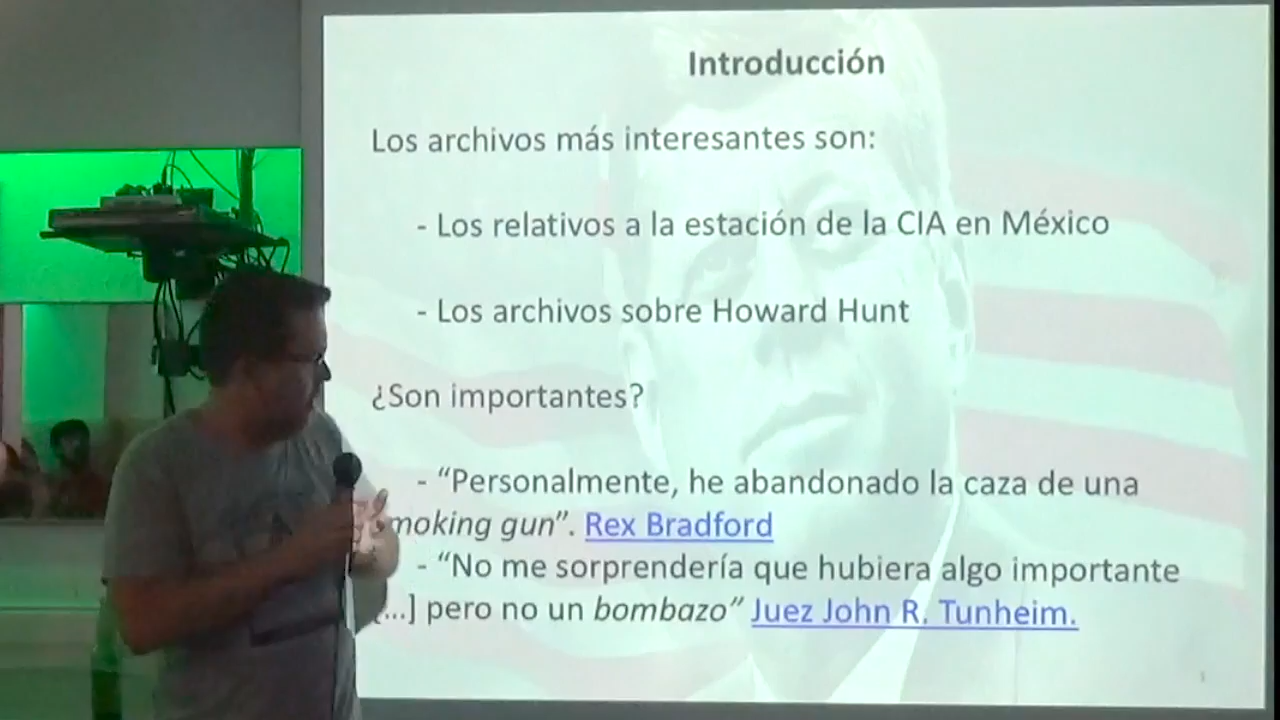 Introducción
Los archivos más interesantes son:
- Los relativos a la estación de la CIA en México
- Los archivos sobre Howard Hunt
¿Son importantes?
- “Personalmente, he abandonado la caza de una
moking gun”. Rex Bradford
- “No me sorprendería que hubiera algo importante
...] pero no un bombazo” Juez John R. Tunheim.